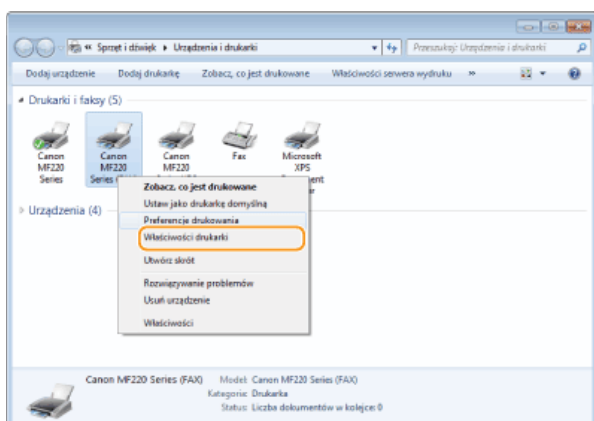 « Sprzęt i dźwięk ▸ Urządzenia i drukarki
Przeszukaj: Urządzenia i drukarki
Dodaj urządzenie Dodaj drukarkę Zobacz, co jest drukowane Właściwości serwera wydruku »
Drukarki i faksy (5)
Canon MF220 Series
Canon MF220 Series
Canon MF220
Fax
Microsoft XPS
Zobacz, co jest drukowane
Ustaw jako drukarkę domyślną
Preferencje drukowania
Właściwości drukarki
Utwórz skrót
Rozwiązywanie problemów
Usuń urządzenie
Właściwości
Urządzenia (4)
Canon MF220 Series (FAX) Model: Canon MF220 Series (FAX)
Kategoria: Drukarka
Status: Liczba dokumentów w kolejce: 0